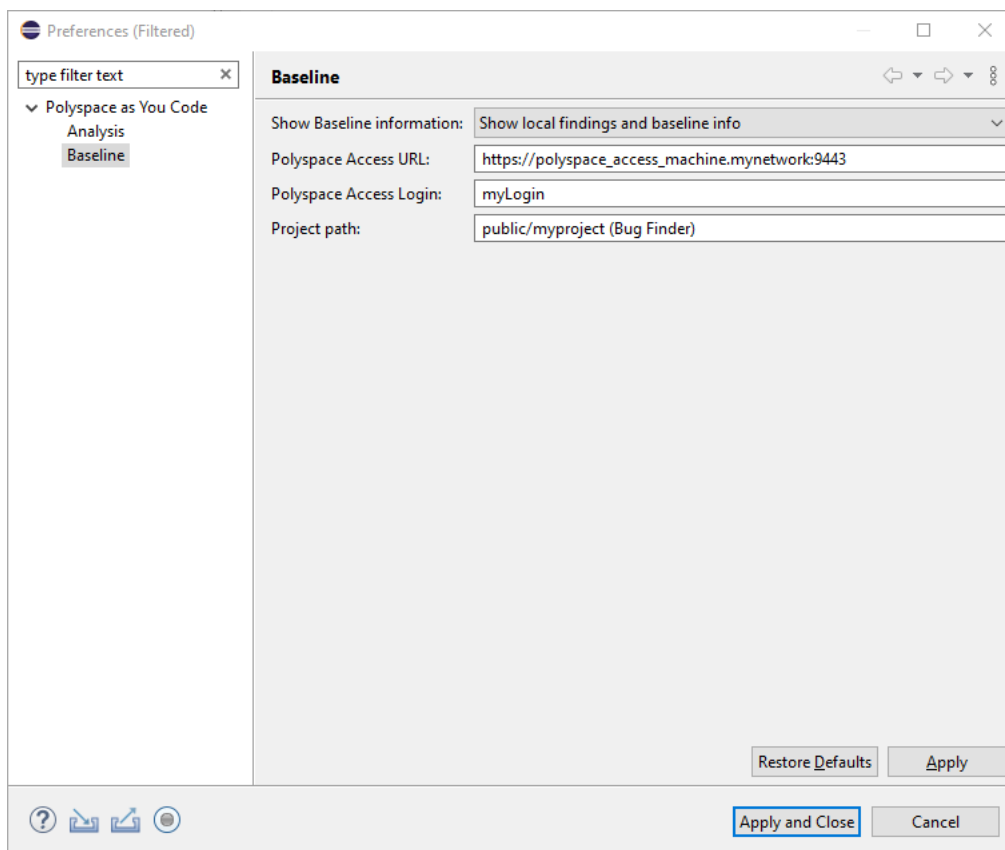 Preferences (Filtered)
type filter text
Polyspace as You Code
Analysis
Baseline
Baseline
Show Baseline information: Show local findings and baseline info
Polyspace Access URL: https://polyspace_access_machine.mynetwork:9443
Polyspace Access Login: myLogin
Project path: public/myproject (Bug Finder)
Restore Defaults Apply
Apply and Close Cancel